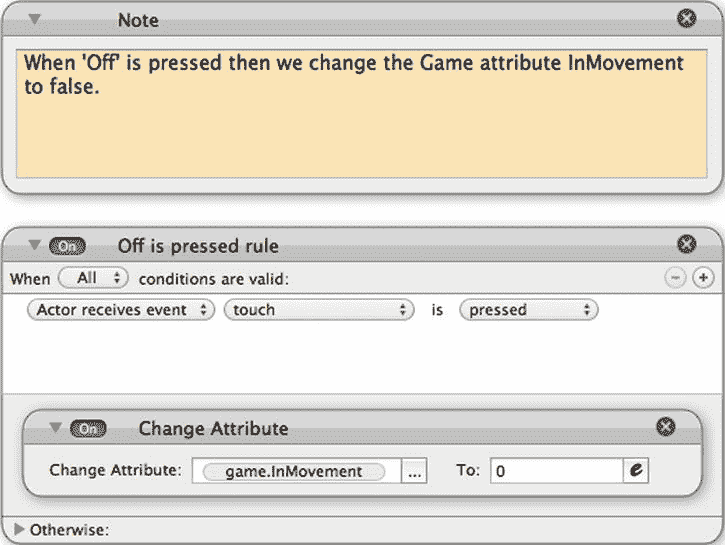 Note
When 'Off' is pressed then we change the Game attribute InMovement
to false.
On Off is pressed rule
When All conditions are valid:
Actor receives event touch is pressed
On Change Attribute
Change Attribute: game.InMovement ... To: 0 e
Otherwise: